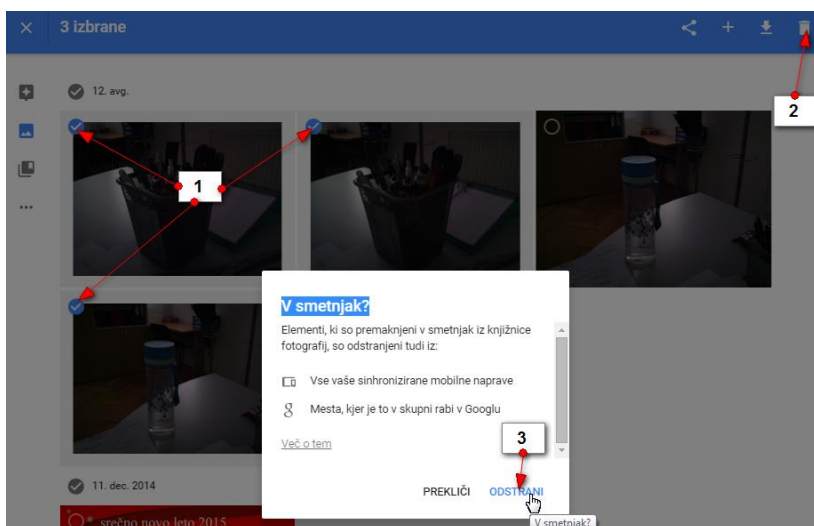 3 izbrane
2
12. avg.
1
V smetnjak?
Elementi, ki so premaknjeni v smetnjak iz knjižnice
fotografij, so odstranjeni tudi iz:
Vse vaše sinhronizirane mobilne naprave
Mesta, kjer je to v skupni rabi v Googlu
Več o tem
3
11. dec. 2014
PREKLIČI ODSTRANI
srečno novo leto 2015
V smetnjak?